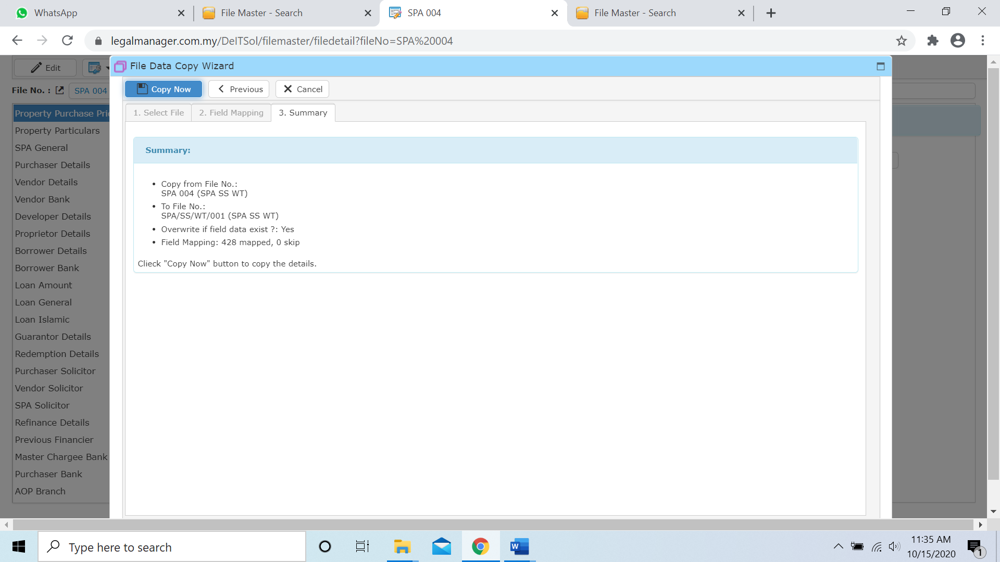 WhatsApp
File Master - Search
SPA 004
File Master - Search
legalmanager.com.my/DeITSol/filemaster/filedetail?fileNo=SPA%20004
Edit
File Data Copy Wizard
Copy Now
Previous
Cancel
File No. :
SPA 004
1. Select File
2. Field Mapping
3. Summary
Property Purchase Pri
Property Particulars
SPA General
Purchaser Details
Vendor Details
Vendor Bank
Developer Details
Proprietor Details
Borrower Details
Borrower Bank
Loan Amount
Loan General
Loan Islamic
Guarantor Details
Redemption Details
Purchaser Solicitor
Vendor Solicitor
SPA Solicitor
Refinance Details
Previous Financier
Master Chargee Bank
Purchaser Bank
AOP Branch
Summary:
Copy from File No.:
SPA 004 (SPA SS WT)
To File No.:
SPA/SS/WT/001 (SPA SS WT)
Overwrite if field data exist ?: Yes
Field Mapping: 428 mapped, 0 skip
Clieck "Copy Now" button to copy the details.
Type here to search
W
11:35 AM
10/15/2020
1